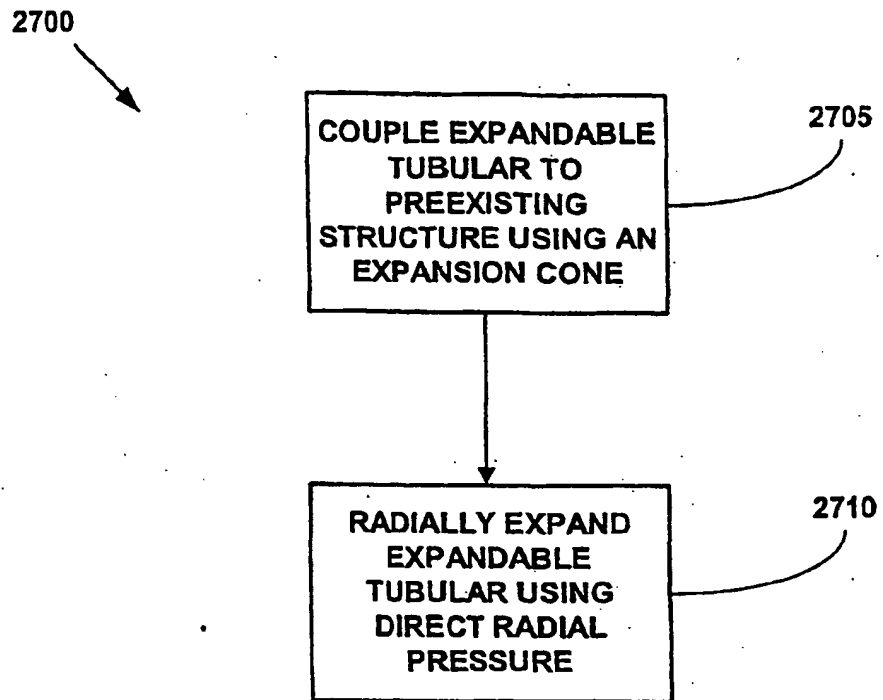 2700
COUPLE EXPANDABLE
TUBULAR TO
PREEXISTING
STRUCTURE USING AN
EXPANSION CONE
2705
RADIALLY EXPAND
EXPANDABLE
TUBULAR USING
DIRECT RADIAL
PRESSURE
2710